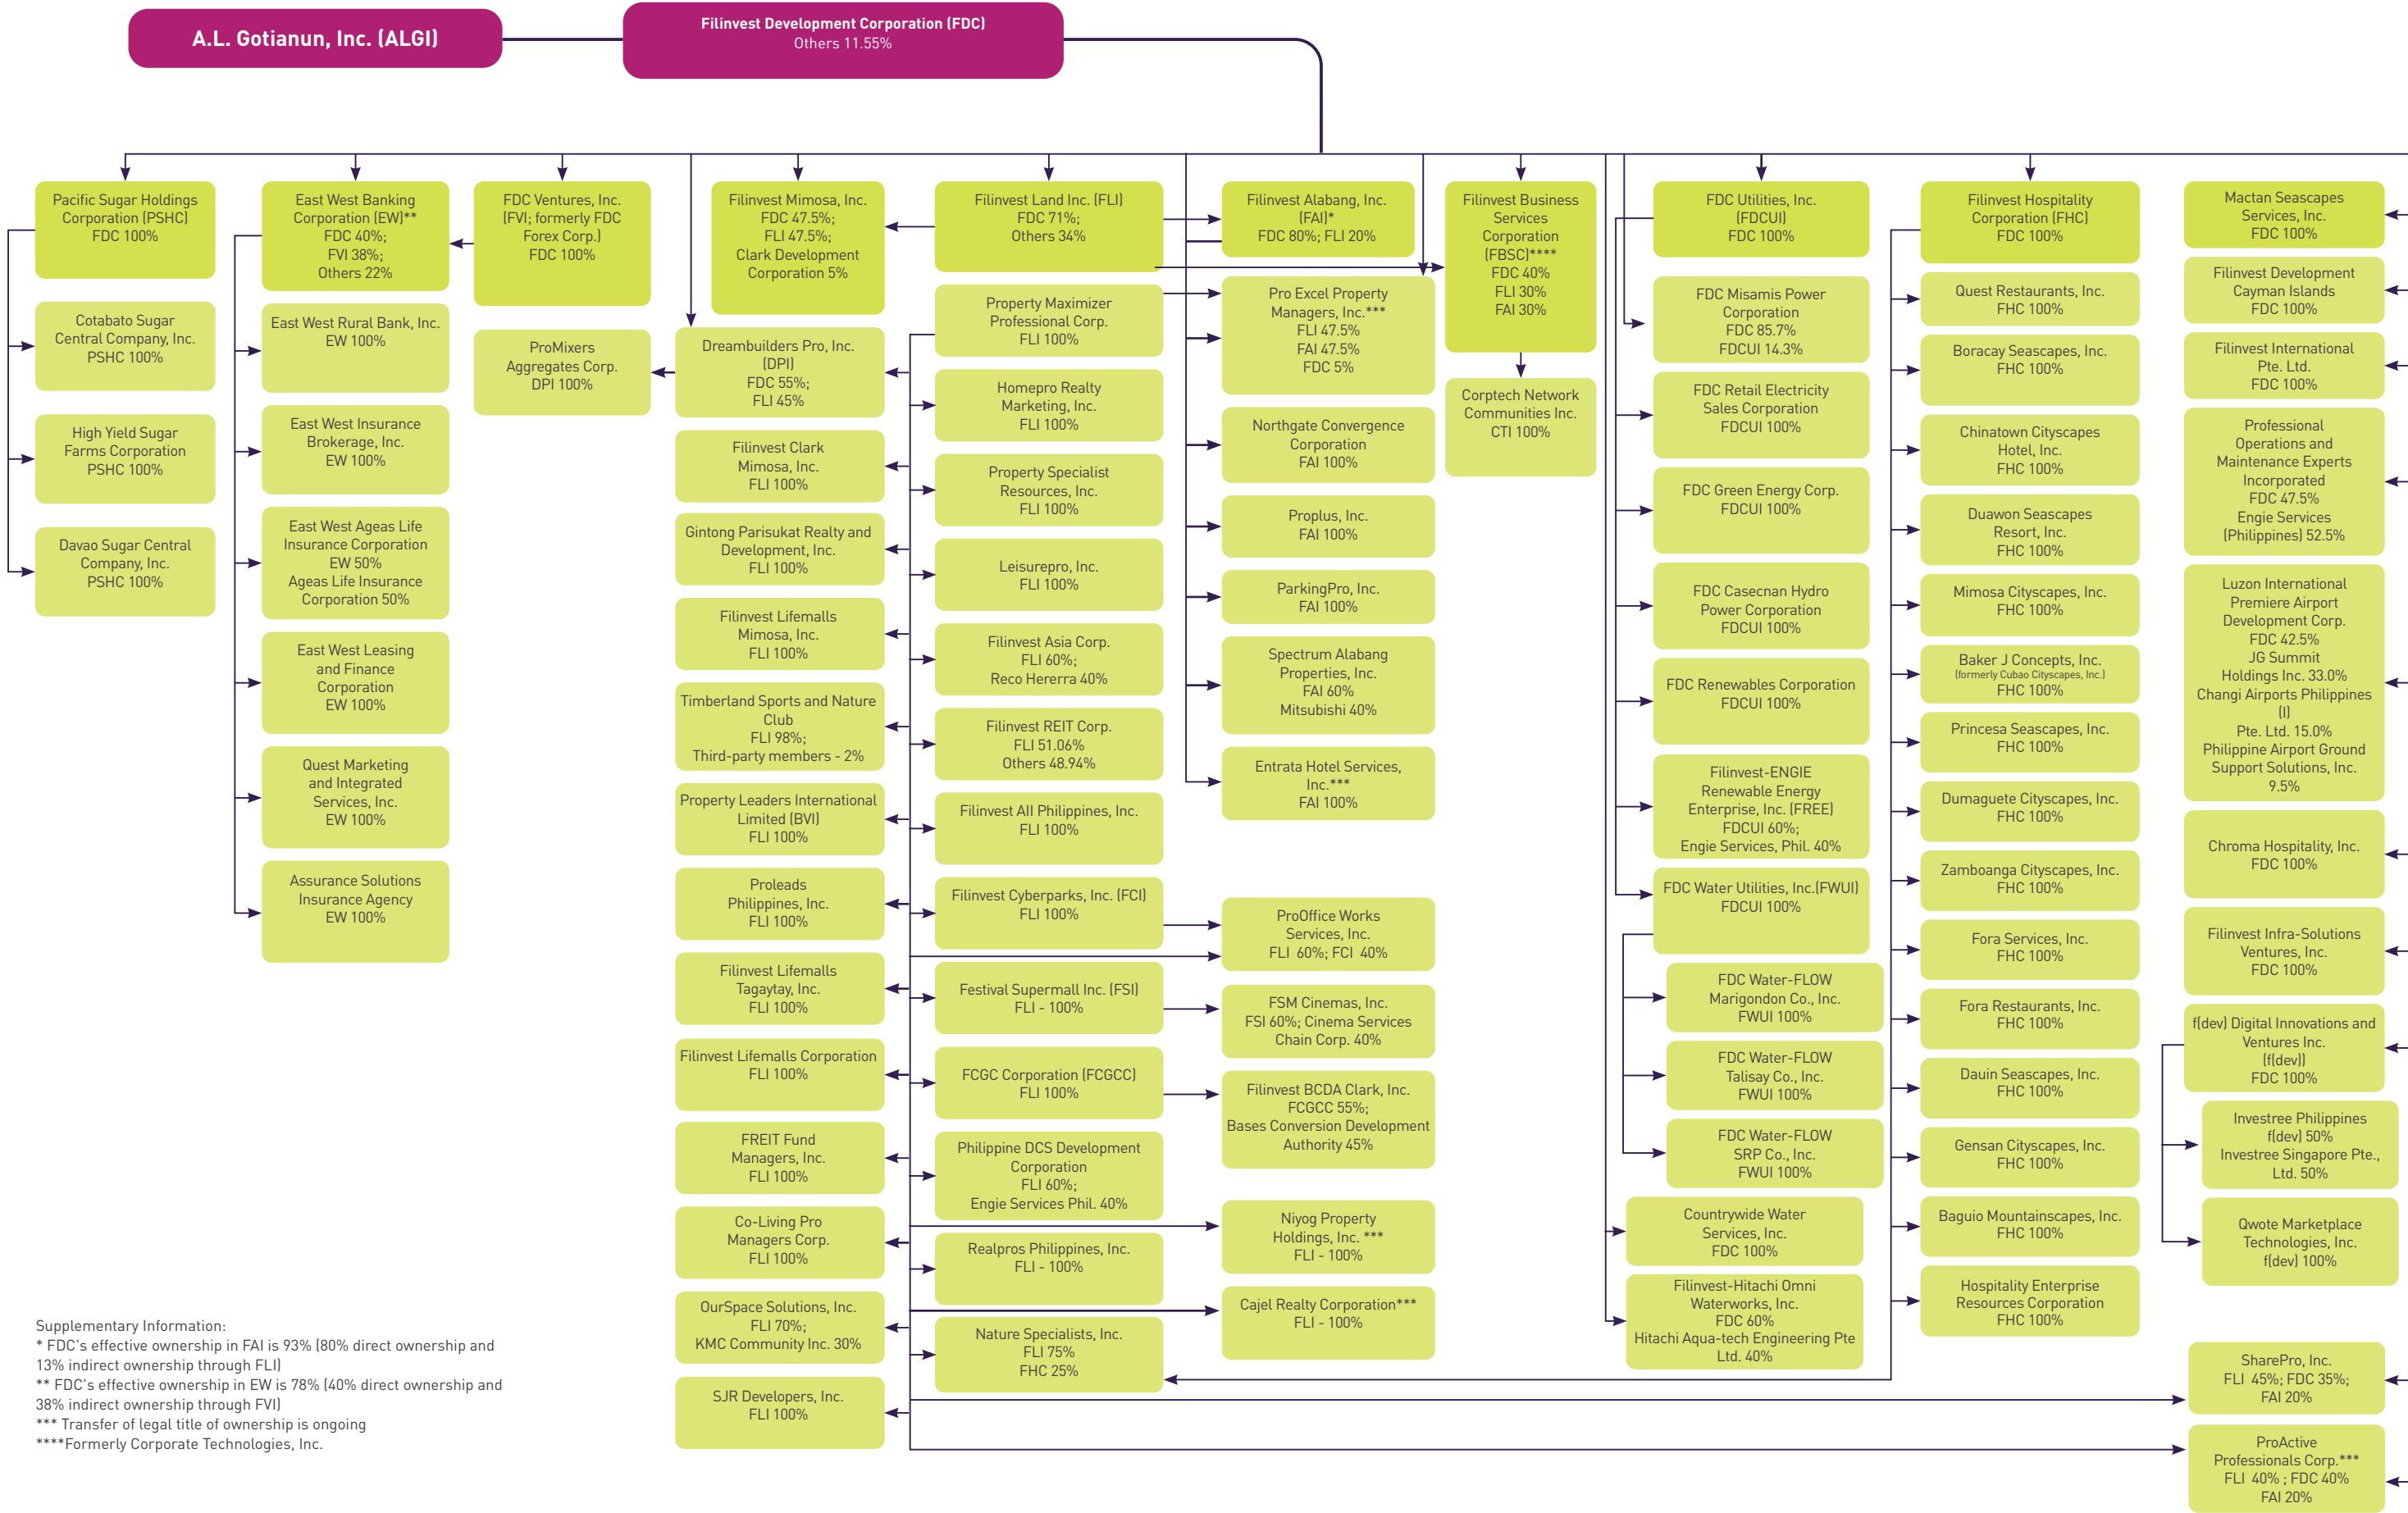 A.L. Gotianun, Inc. (ALGI)
Filinvest Development Corporation (FDC)
Others 11.55%
Pacific Sugar Holdings
Corporation (PSHC)
FDC 100%
Cotabato Sugar
Central Company, Inc.
PSHC 100%
High Yield Sugar
Farms Corporation
PSHC 100%
Davao Sugar Central
Company, Inc.
PSHC 100%
East West Banking
Corporation (EW)**
FDC 40%;
FVI 38%;
Others 22%
East West Rural Bank, Inc.
EW 100%
East West Insurance
Brokerage, Inc.
EW 100%
East West Ageas Life
Insurance Corporation
EW 50%
Ageas Life Insurance
Corporation 50%
East West Leasing
and Finance
Corporation
EW 100%
Quest Marketing
and Integrated
Services, Inc.
EW 100%
Assurance Solutions
Insurance Agency
EW 100%
FDC Ventures, Inc.
(FVI; formerly FDC
Forex Corp.)
FDC 100%
ProMixers
Aggregates Corp.
DPI 100%
Filinvest Mimosa, Inc.
FDC 47.5%;
FLI 47.5%;
Clark Development
Corporation 5%
Dreambuilders Pro, Inc.
(DPI)
FDC 55%;
FLI 45%
Filinvest Clark
Mimosa, Inc.
FLI 100%
Gintong Parisukat Realty and
Development, Inc.
FLI 100%
Filinvest Lifemalls
Mimosa, Inc.
FLI 100%
Timberland Sports and Nature
Club
FLI 98%;
Third-party members - 2%
Property Leaders International
Limited (BVI)
FLI 100%
Proleads
Philippines, Inc.
FLI 100%
Filinvest Lifemalls
Tagaytay, Inc.
FLI 100%
Filinvest Lifemalls Corporation
FLI 100%
FREIT Fund
Managers, Inc.
FLI 100%
Co-Living Pro
Managers Corp.
FLI 100%
OurSpace Solutions, Inc.
FLI 70%;
KMC Community Inc. 30%
SJR Developers, Inc.
FLI 100%
Filinvest Land Inc. (FLI)
FDC 71%;
Others 34%
Property Maximizer
Professional Corp.
FLI 100%
Homepro Realty
Marketing, Inc.
FLI 100%
Property Specialist
Resources, Inc.
FLI 100%
Leisurepro, Inc.
FLI 100%
Filinvest Asia Corp.
FLI 60%;
Reco Hererra 40%
Filinvest REIT Corp.
FLI 51.06%
Others 48.94%
Filinvest AII Philippines, Inc.
FLI 100%
Filinvest Cyberparks, Inc. (FCI)
FLI 100%
Festival Supermall Inc. (FSI)
FLI - 100%
FCGC Corporation (FCGCC)
FLI 100%
Philippine DCS Development
Corporation
FLI 60%;
Engie Services Phil. 40%
Realpros Philippines, Inc.
FLI - 100%
Nature Specialists, Inc.
FLI 75%
FHC 25%
Filinvest Alabang, Inc.
(FAI)*
FDC 80%; FLI 20%
Pro Excel Property
Managers, Inc.***
FLI 47.5%
FAI 47.5%
FDC 5%
Northgate Convergence
Corporation
FAI 100%
Proplus, Inc.
FAI 100%
ParkingPro, Inc.
FAI 100%
Spectrum Alabang
Properties, Inc.
FAI 60%
Mitsubishi 40%
Entrata Hotel Services,
Inc.***
FAI 100%
ProOffice Works
Services, Inc.
FLI 60%; FCI 40%
FSM Cinemas, Inc.
FSI 60%; Cinema Services
Chain Corp. 40%
Filinvest BCDA Clark, Inc.
FCGCC 55%;
Bases Conversion Development
Authority 45%
Niyog Property
Holdings, Inc. ***
FLI - 100%
Cajel Realty Corporation***
FLI - 100%
Filinvest Business
Services
Corporation
(FBSC)****
FDC 40%
FLI 30%
FAI 30%
Corptech Network
Communities Inc.
CTI 100%
FDC Utilities, Inc.
(FDCUI)
FDC 100%
FDC Misamis Power
Corporation
FDC 85.7%
FDCUI 14.3%
FDC Retail Electricity
Sales Corporation
FDCUI 100%
FDC Green Energy Corp.
FDCUI 100%
FDC Casecnan Hydro
Power Corporation
FDCUI 100%
FDC Renewables Corporation
FDCUI 100%
Filinvest-ENGIE
Renewable Energy
Enterprise, Inc. (FREE)
FDCUI 60%;
Engie Services, Phil. 40%
FDC Water Utilities, Inc.(FWUI)
FDCUI 100%
FDC Water-FLOW
Marigondon Co., Inc.
FWUI 100%
FDC Water-FLOW
Talisay Co., Inc.
FWUI 100%
FDC Water-FLOW
SRP Co., Inc.
FWUI 100%
Countrywide Water
Services, Inc.
FDC 100%
Filinvest-Hitachi Omni
Waterworks, Inc.
FDC 60%
Hitachi Aqua-tech Engineering Pte
Ltd. 40%
Filinvest Hospitality
Corporation (FHC)
FDC 100%
Quest Restaurants, Inc.
FHC 100%
Boracay Seascapes, Inc.
FHC 100%
Chinatown Cityscapes
Hotel, Inc.
FHC 100%
Duawon Seascapes
Resort, Inc.
FHC 100%
Mimosa Cityscapes, Inc.
FHC 100%
Baker J Concepts, Inc.
(formerly Cubao Cityscapes, Inc.)
FHC 100%
Princesa Seascapes, Inc.
FHC 100%
Dumaguete Cityscapes, Inc.
FHC 100%
Zamboanga Cityscapes, Inc.
FHC 100%
Fora Services, Inc.
FHC 100%
Fora Restaurants, Inc.
FHC 100%
Dauin Seascapes, Inc.
FHC 100%
Gensan Cityscapes, Inc.
FHC 100%
Baguio Mountainscapes, Inc.
FHC 100%
Hospitality Enterprise
Resources Corporation
FHC 100%
Mactan Seascapes
Services, Inc.
FDC 100%
Filinvest Development
Cayman Islands
FDC 100%
Filinvest International
Pte. Ltd.
FDC 100%
Professional
Operations and
Maintenance Experts
Incorporated
FDC 47.5%
Engie Services
(Philippines) 52.5%
Luzon International
Premiere Airport
Development Corp.
FDC 42.5%
JG Summit
Holdings Inc. 33.0%
Changi Airports Philippines
(I)
Pte. Ltd. 15.0%
Philippine Airport Ground
Support Solutions, Inc.
9.5%
Chroma Hospitality, Inc.
FDC 100%
Filinvest Infra-Solutions
Ventures, Inc.
FDC 100%
f(dev) Digital Innovations and
Ventures Inc.
(f(dev))
FDC 100%
Investree Philippines
f(dev) 50%
Investree Singapore Pte.,
Ltd. 50%
Qwote Marketplace
Technologies, Inc.
f(dev) 100%
SharePro, Inc.
FLI 45%; FDC 35%;
FAI 20%
ProActive
Professionals Corp.***
FLI 40% ; FDC 40%
FAI 20%
Supplementary Information:
* FDC's effective ownership in FAI is 93% (80% direct ownership and
13% indirect ownership through FLI)
** FDC's effective ownership in EW is 78% (40% direct ownership and
38% indirect ownership through FVI)
*** Transfer of legal title of ownership is ongoing
****Formerly Corporate Technologies, Inc.